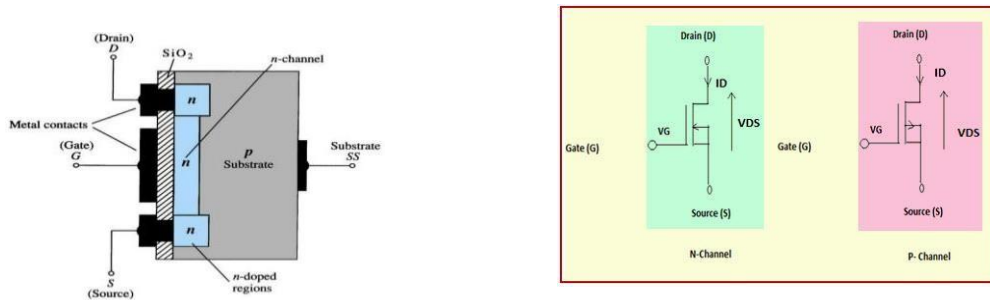 (Drain)
D
SiO₂
n-channel
n
Metal contacts
(Gate)
G
n
p
Substrate
Substrate
SS
n
S
(Source)
n-doped
regions
Drain (D)
ID
VG
VDS
Gate (G)
Source (S)
N-Channel
Drain (D)
ID
VG
VDS
Gate (G)
Source (S)
P- Channel